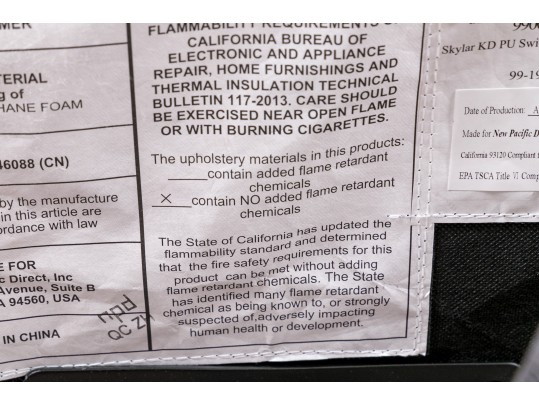 MER
ERIAL
g of
HANE FOAM
46088 (CN)
by the manufacture
in this article are
ordance with law
E FOR
c Direct, Inc
Avenue, Suite B
A 94560, USA
IN CHINA
npd
QC
FLAMMABILITY REQUIREMENTS
CALIFORNIA BUREAU OF
ELECTRONIC AND APPLIANCE
REPAIR, HOME FURNISHINGS AND
THERMAL INSULATION TECHNICAL
BULLETIN 117-2013. CARE SHOULD
BE EXERCISED NEAR OPEN FLAME
OR WITH BURNING CIGARETTES.
The upholstery materials in this products:
____contain added flame retardant
chemicals
__X__contain NO added flame retardant
chemicals
The State of California has updated the
flammability standard and determined
that the fire safety requirements for this
product can be met without adding
flame retardant chemicals. The State
has identified many flame retardant
chemical as being known to, or strongly
suspected of,adversely impacting
human health or development.
Skylar KD PU Swi
99-19
Date of Production: A
Made for New Pacific D
California 93120 Compliant f
EPA TSCA Title VI Comp